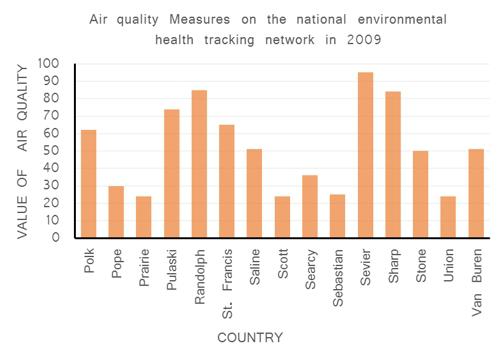 Air quality Measures on the national environmental
health tracking network in 2009
VALUE OF AIR QUALITY
100
90
80
70
60
50
40
30
20
10
0
Polk
Pope
Prairie
Pulaski
Randolph
St. Francis
Saline
Scott
Searcy
Sebastian
Sevier
Sharp
Stone
Union
Van Buren
COUNTRY